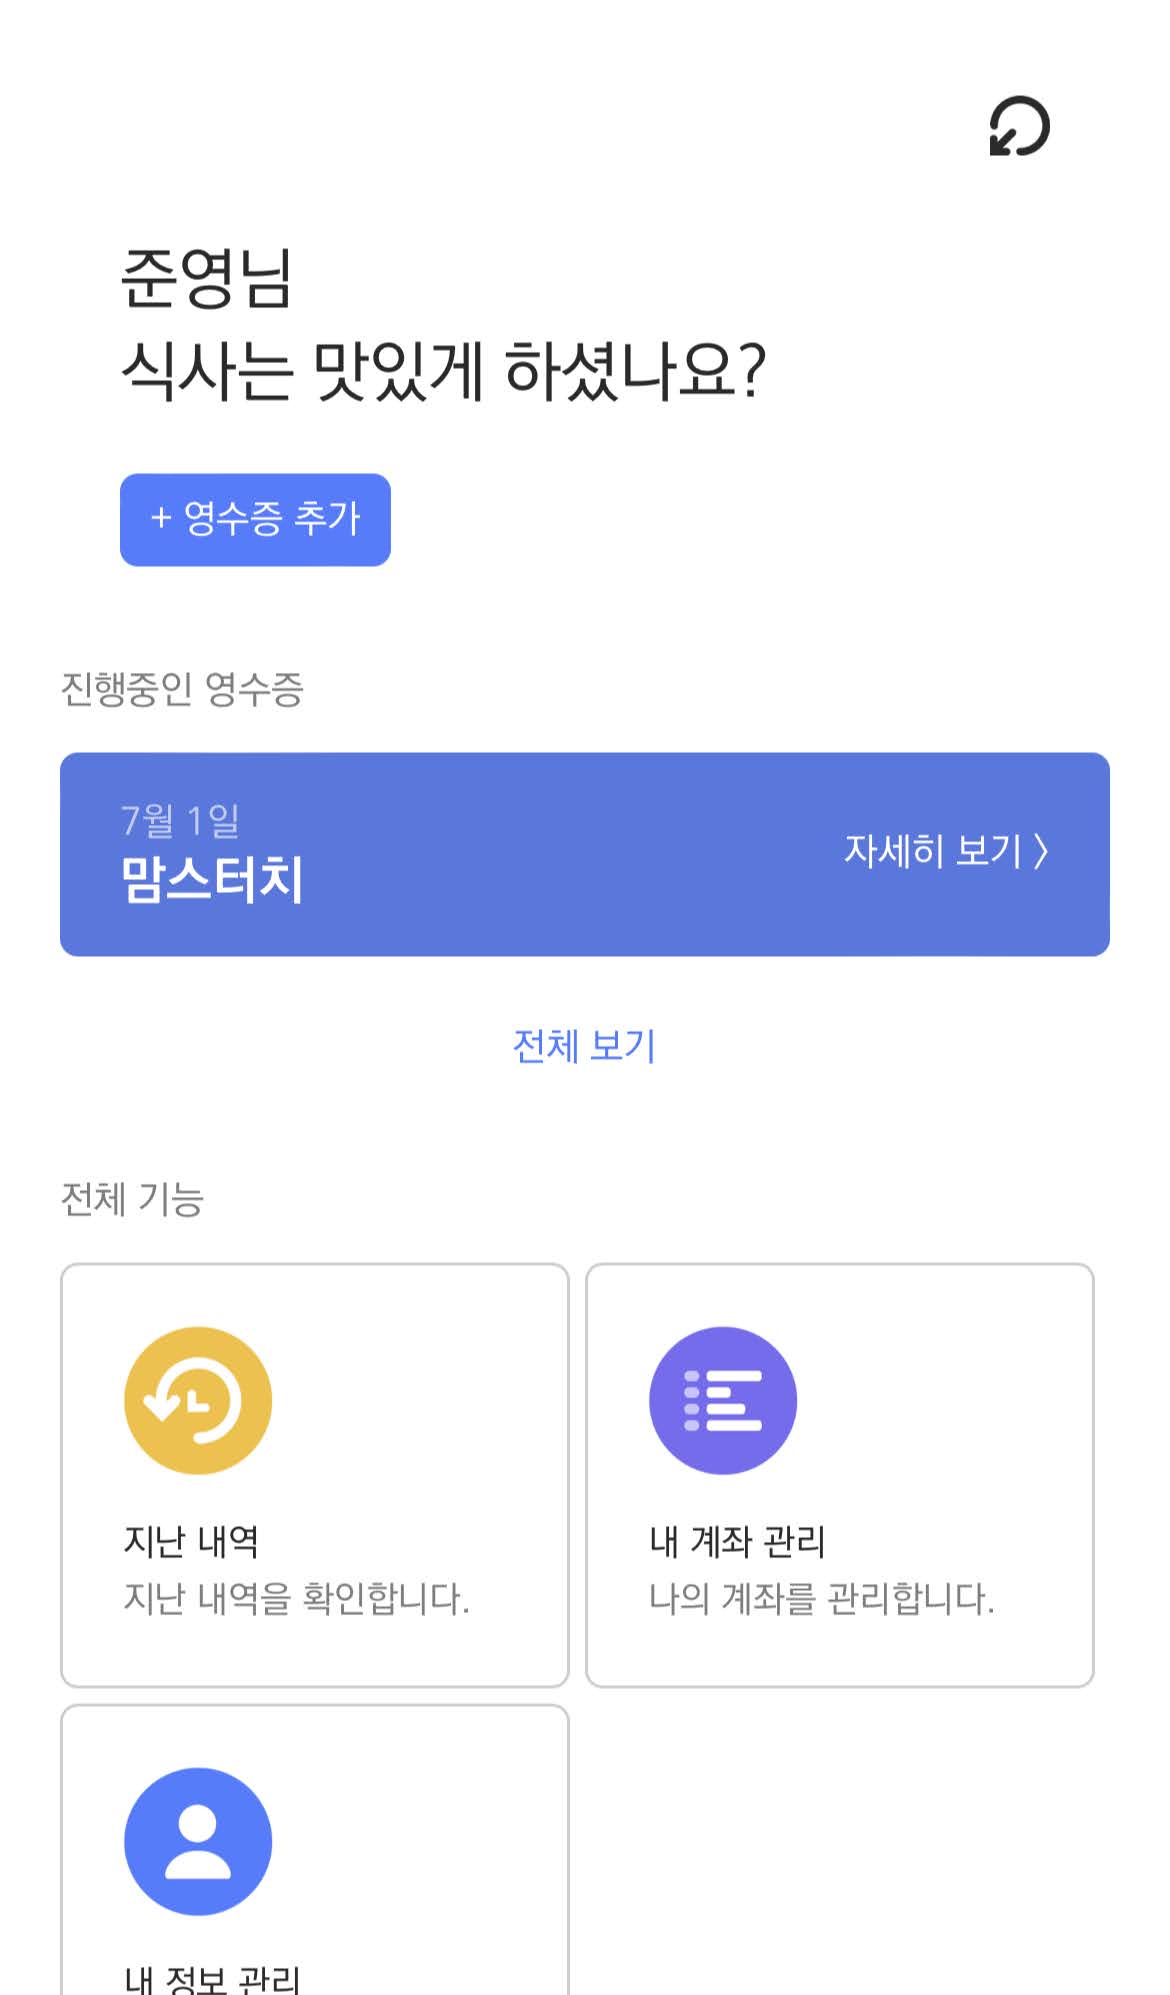 준영님
식사는 맛있게 하셨나요?
+ 영수증 추가
진행중인 영수증
7월 1일
맘스터치
자세히 보기 〉
전체 보기
전체 기능
지난 내역
지난 내역을 확인합니다.
내 계좌 관리
나의 계좌를 관리합니다.
내 정보 관리